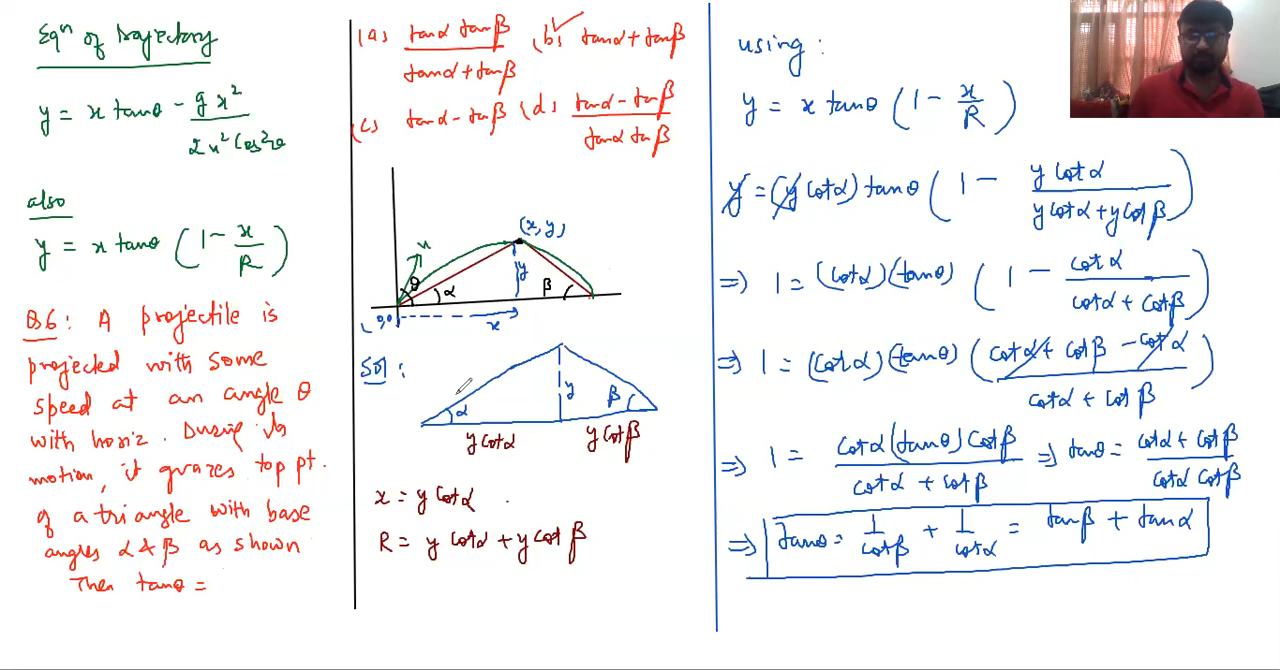 Eqⁿ of Trajectory
y = x tanθ - gx²/2u²cos²θ
also
y = x tanθ (1 - x/R)
Q.6 : A projectile is
projected with some
speed at an angle θ
with horiz. During its
motion, it grazes top pt.
of a triangle with base
angles α & β as shown
Then tanθ =
(a) tanα tanβ/tanα + tanβ (b) tanα + tanβ
(c) tanα - tanβ (d) tanα - tanβ/tanα tanβ
(x, y)
u
θ
α
y
β
(0,0)
x
Sol :
α
y
β
y cotα
y cotβ
x = y cotα
R = y cotα + y cotβ
using :
y = x tanθ (1 - x/R)
y = (y cotα) tanθ (1 - y cotα/y cotα + y cotβ)
⇒ 1 = (cotα)(tanθ) (1 - cotα/cotα + cotβ)
⇒ 1 = (cotα)(tanθ) (cotα + cotβ - cotα/cotα + cotβ)
⇒ 1 = cotα(tanθ) cotβ/cotα + cotβ ⇒ tanθ = cotα + cotβ/cotα cotβ
⇒ tanθ = 1/cotβ + 1/cotα = tanβ + tanα